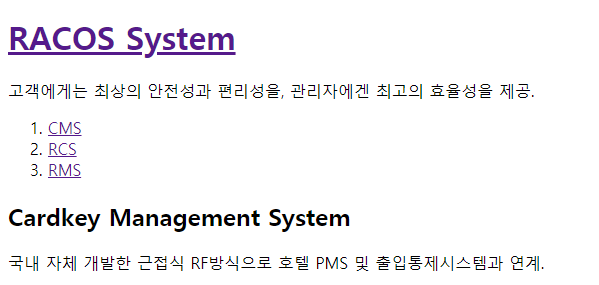 RACOS System
고객에게는 최상의 안전성과 편리성을, 관리자에겐 최고의 효율성을 제공.
1. CMS
2. RCS
3. RMS
Cardkey Management System
국내 자체 개발한 근접식 RF방식으로 호텔 PMS 및 출입통제시스템과 연계.